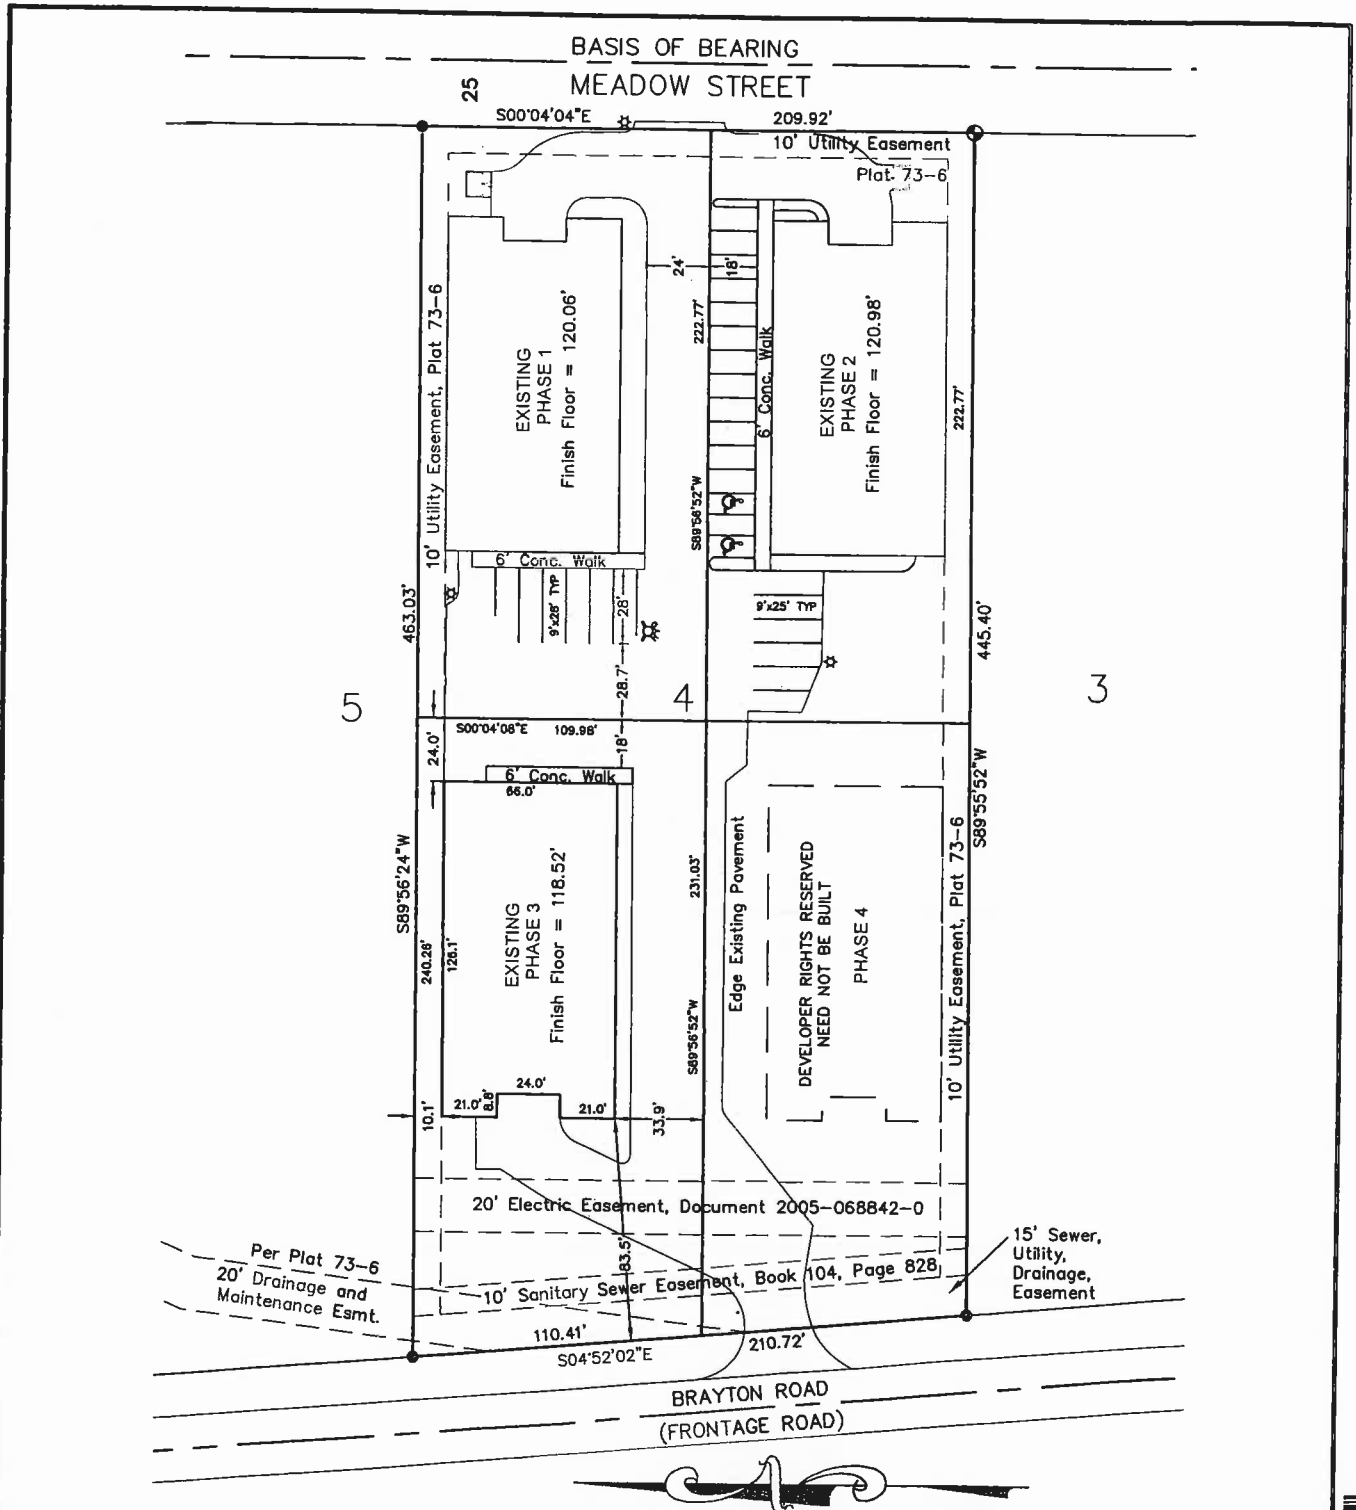 BASIS OF BEARING
MEADOW STREET
25
S00°04'04"E
209.92'
10' Utility Easement
Plat 73-6
10' Utility Easement, Plat 73-6
EXISTING
PHASE 1
Finish Floor = 120.06'
24'
18'
222.77'
6' Conc. Walk
EXISTING
PHASE 2
Finish Floor = 120.98'
222.77'
S89°56'52"W
6' Conc. Walk
463.03'
9'x28' TYP
28'
9'x25' TYP
445.40'
28.7'
5
4
3
S00°04'08"E
109.98'
24.0'
18'
6' Conc. Walk
66.0'
S89°56'24"W
240.26'
126.1'
EXISTING
PHASE 3
Finish Floor = 118.52'
231.03'
S89°56'52"W
Edge Existing Pavement
DEVELOPER RIGHTS RESERVED
NEED NOT BE BUILT
PHASE 4
10' Utility Easement, Plat 73-6
S89°55'52"W
10.1'
21.0'
8.8'
24.0'
21.0'
33.9'
20' Electric Easement, Document 2005-068842-0
83.5'
10' Sanitary Sewer Easement, Book 104, Page 828
15' Sewer,
Utility,
Drainage,
Easement
Per Plat 73-6
20' Drainage and
Maintenance Esmt.
110.41'
S04°52'02"E
210.72'
BRAYTON ROAD
(FRONTAGE ROAD)